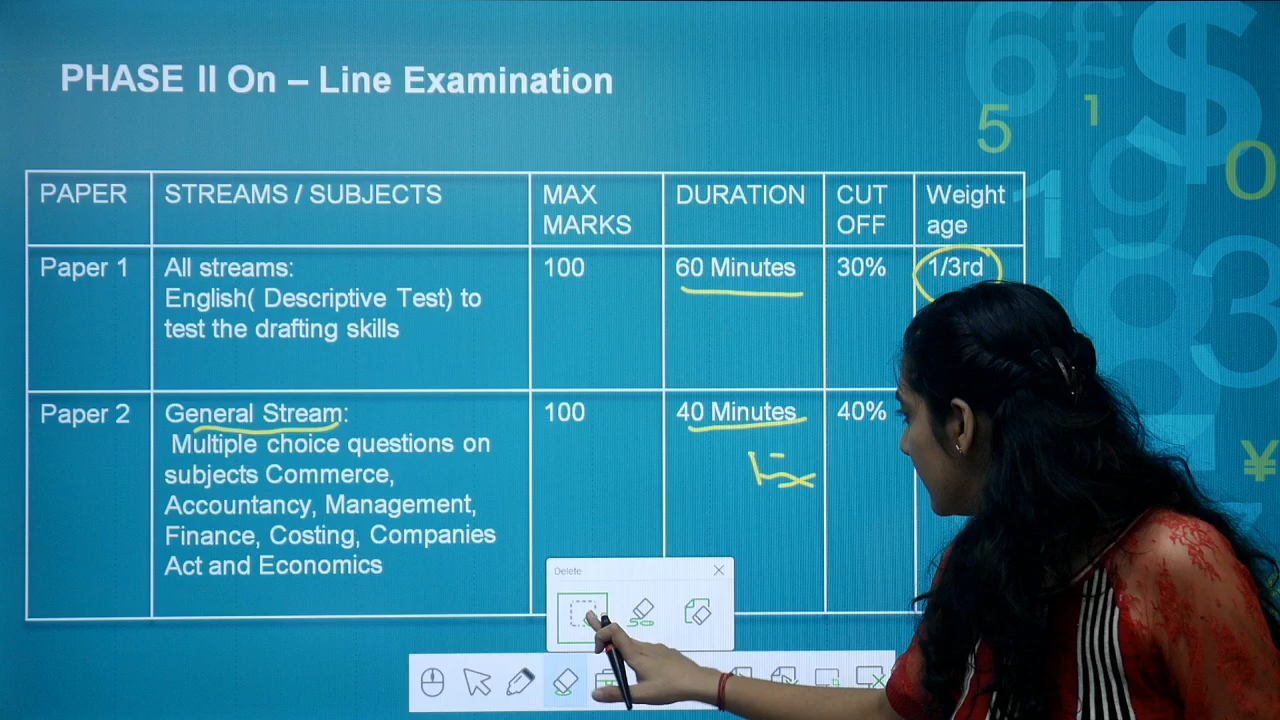 PHASE II On – Line Examination
PAPER STREAMS / SUBJECTS MAX MARKS DURATION CUT OFF Weight age
Paper 1 All streams: 100 60 Minutes 30% 1/3rd
English( Descriptive Test) to
test the drafting skills
Paper 2 General Stream: 100 40 Minutes 40%
Multiple choice questions on
subjects Commerce,
Accountancy, Management,
Finance, Costing, Companies
Act and Economics
Delete